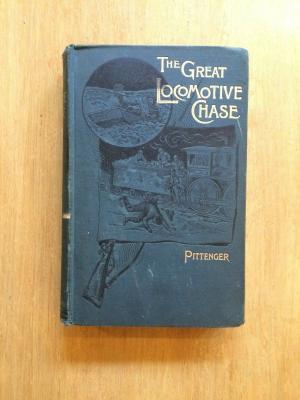 THE GREAT
LOCOMOTIVE
CHASE
PITTENGER